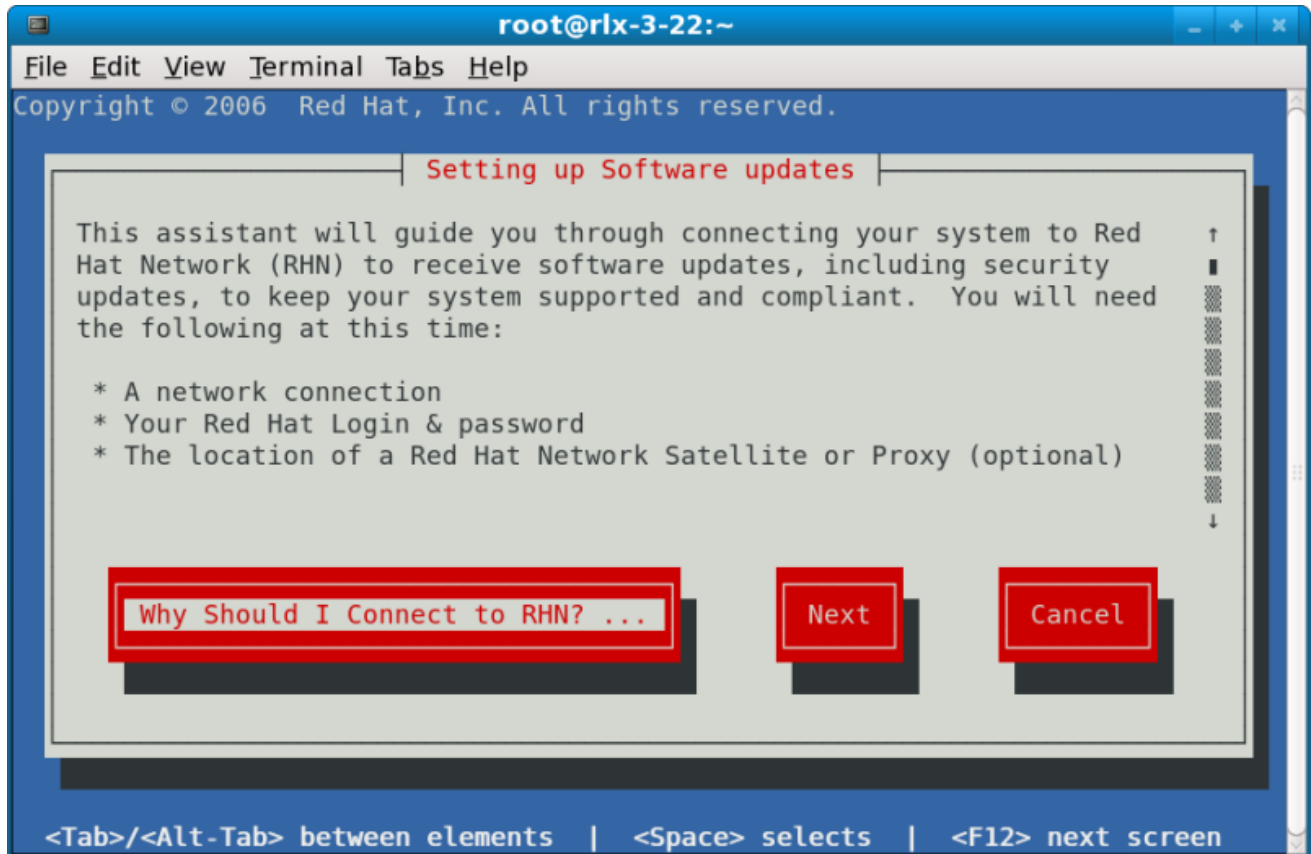 root@rlx-3-22:~
File Edit View Terminal Tabs Help
Copyright © 2006  Red Hat, Inc. All rights reserved.
Setting up Software updates
This assistant will guide you through connecting your system to Red
Hat Network (RHN) to receive software updates, including security
updates, to keep your system supported and compliant.  You will need
the following at this time:
* A network connection
* Your Red Hat Login & password
* The location of a Red Hat Network Satellite or Proxy (optional)
Why Should I Connect to RHN? ... Next Cancel
<Tab>/<Alt-Tab> between elements  |  <Space> selects  |  <F12> next screen